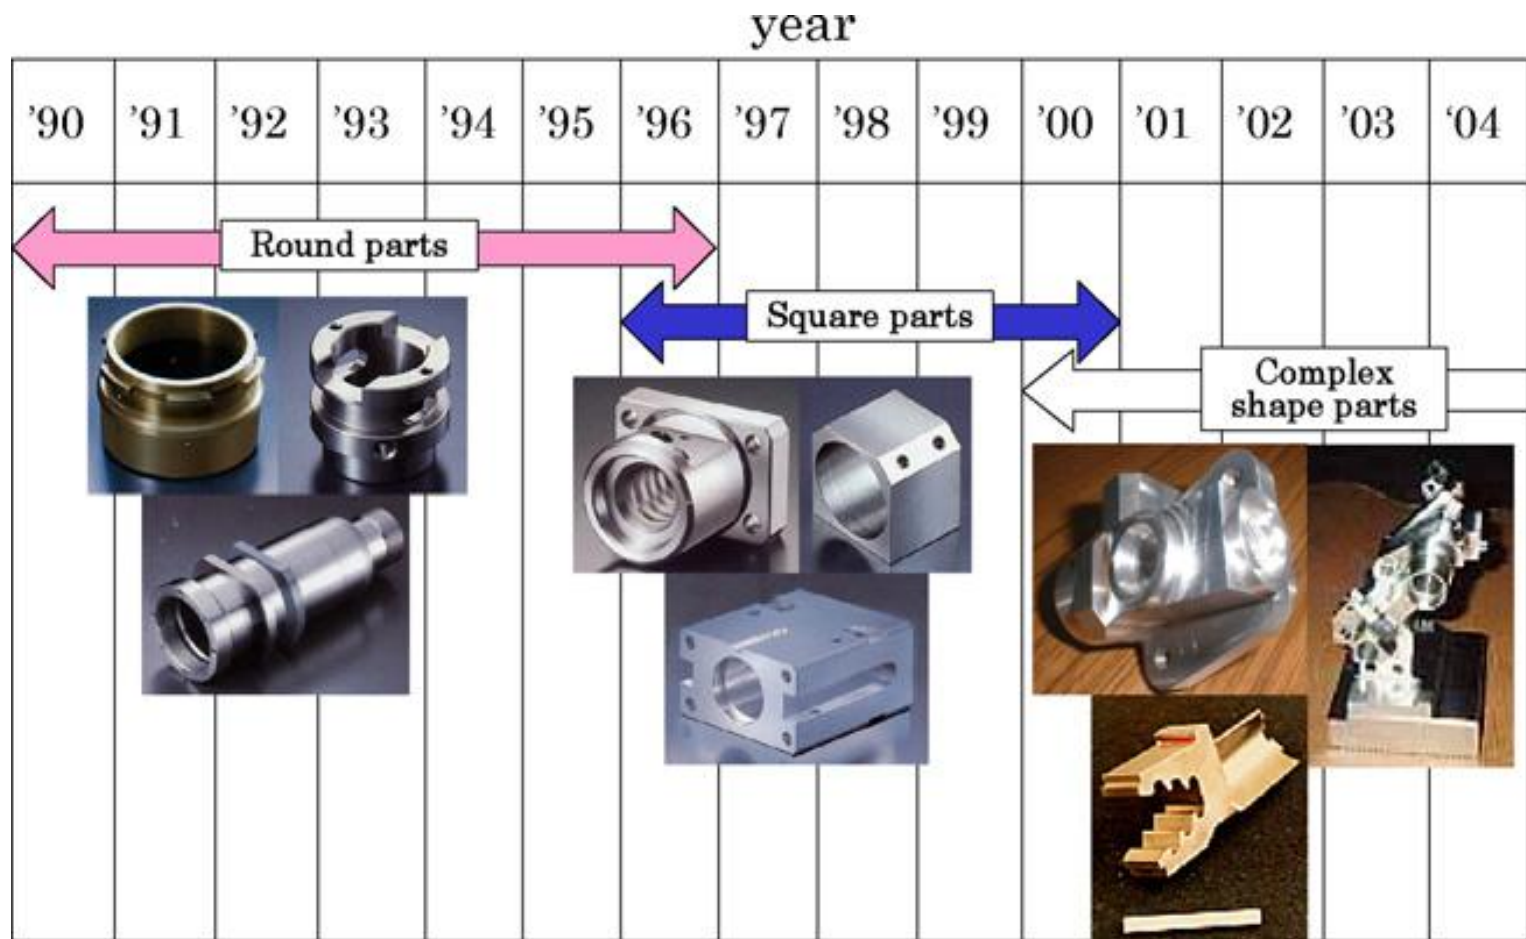 year
’90 ’91 ’92 ’93 ’94 ’95 ’96 ’97 ’98 ’99 ’00 ’01 ’02 ’03 ‘04
Round parts
Square parts
Complex
shape parts